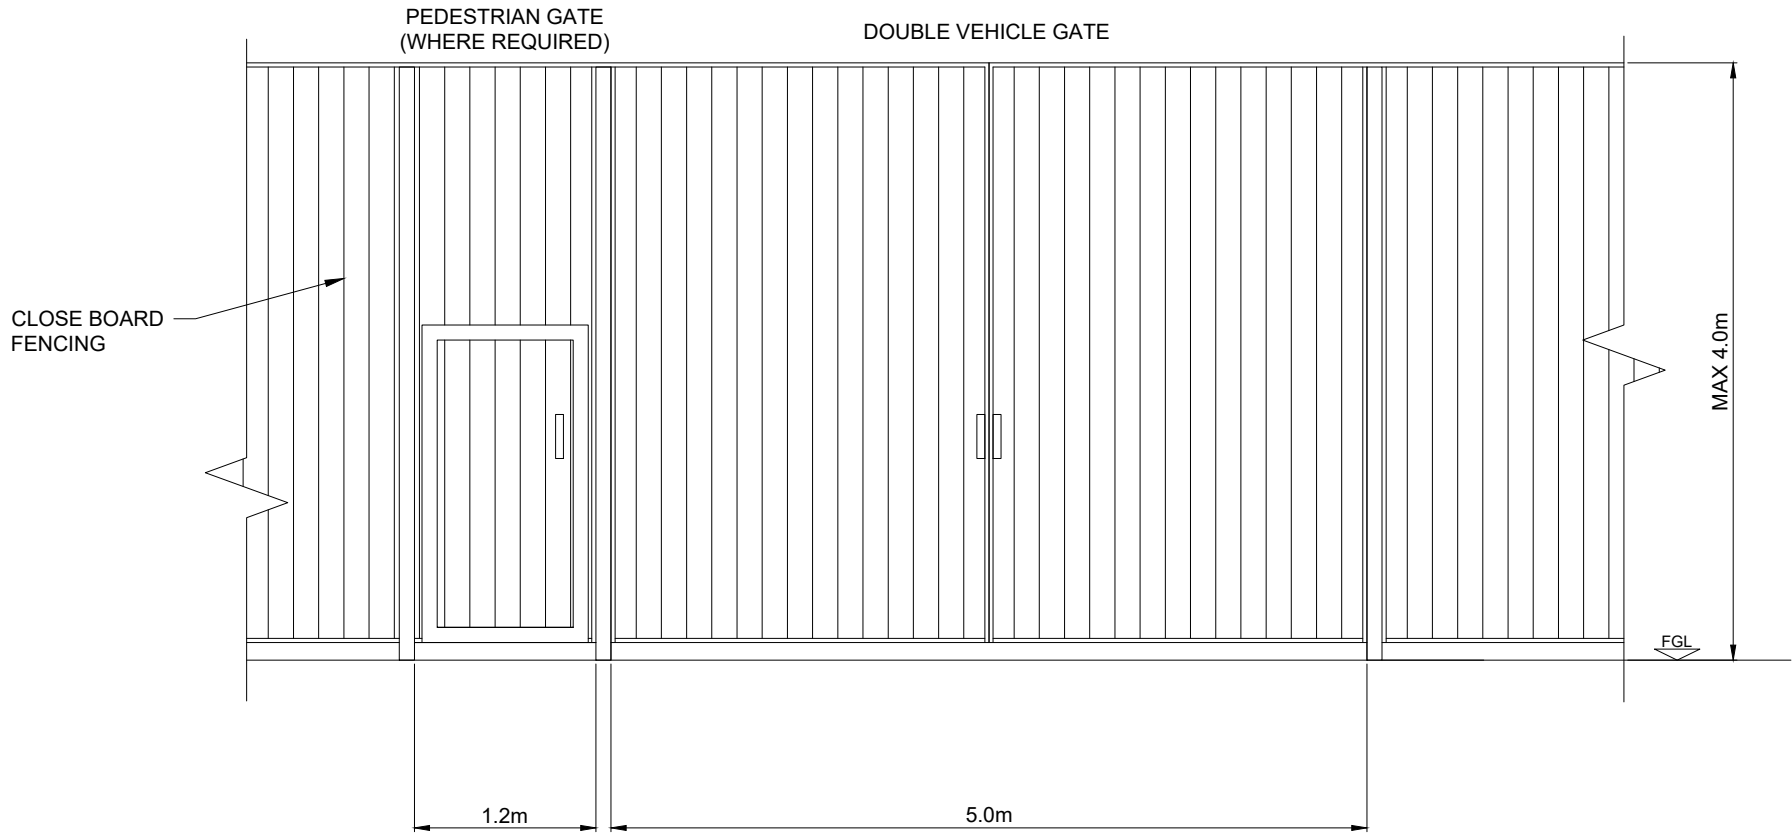 PEDESTRIAN GATE
(WHERE REQUIRED)
DOUBLE VEHICLE GATE
CLOSE BOARD
FENCING
MAX 4.0m
FGL
1.2m
5.0m